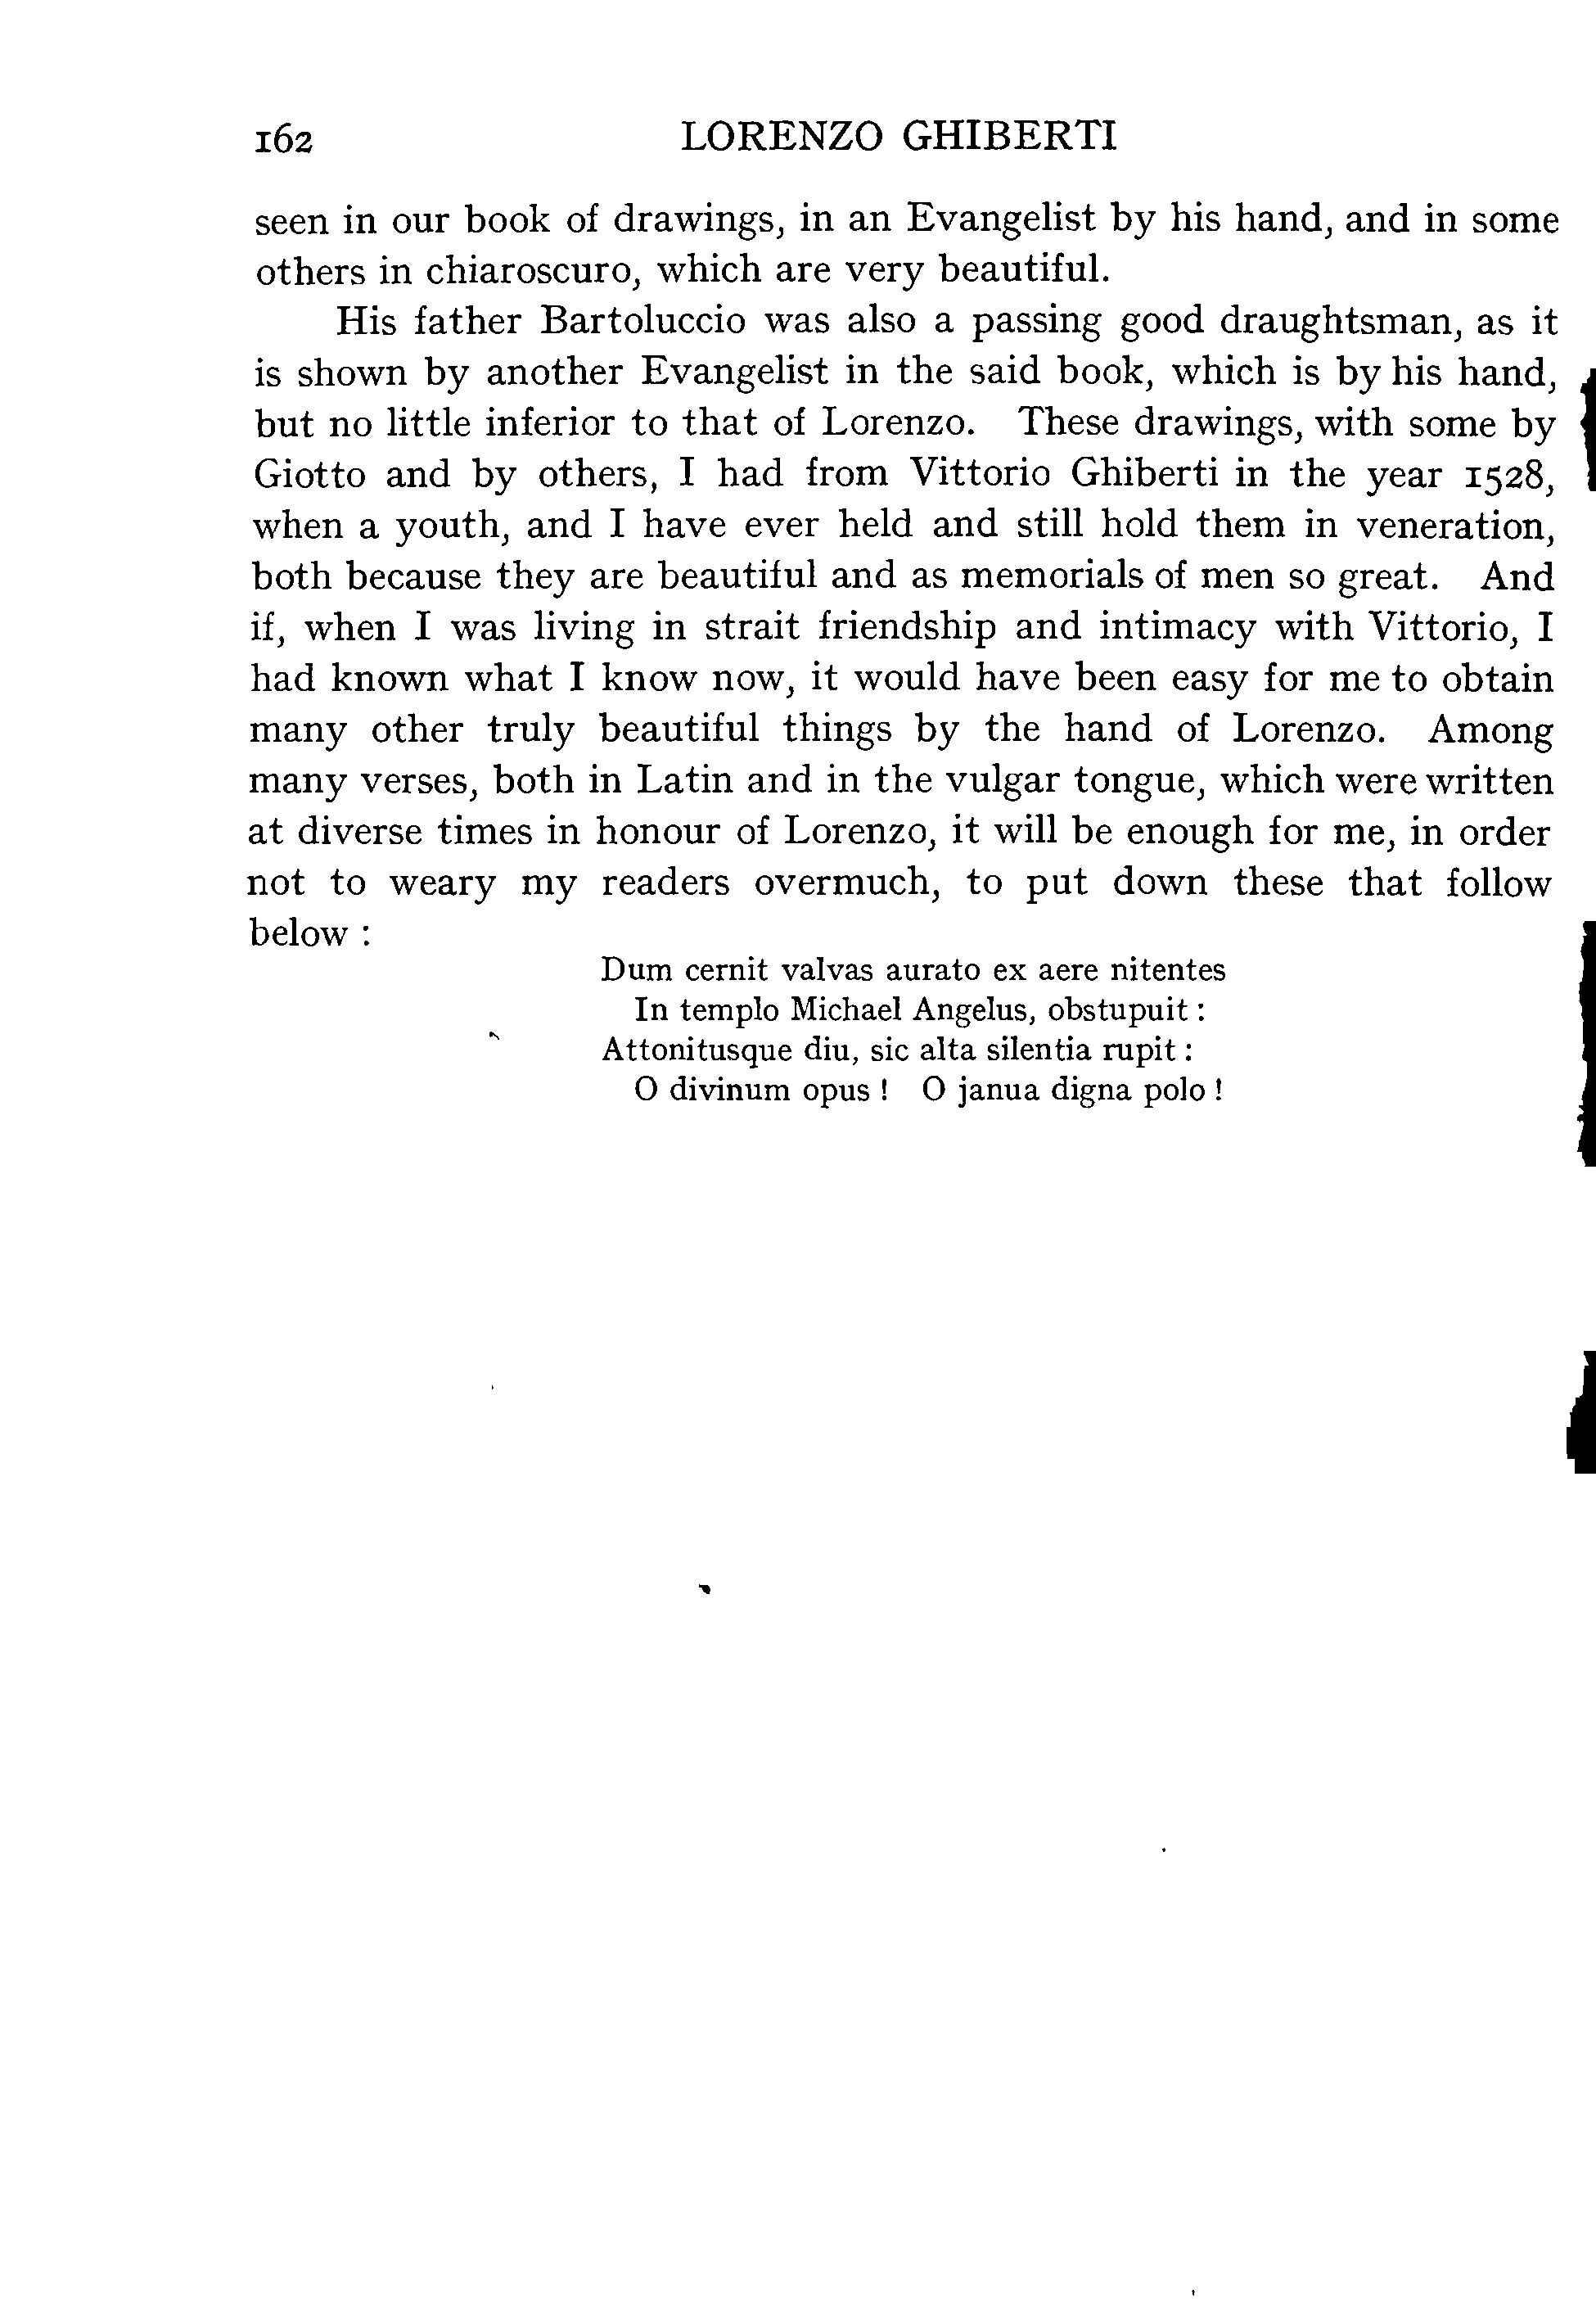 162 LORENZO GHIBERTI
seen in our book of drawings, in an Evangelist by his hand, and in some
others in chiaroscuro, which are very beautiful.
His father Bartoluccio was also a passing good draughtsman, as it
is shown by another Evangelist in the said book, which is by his hand,
but no little inferior to that of Lorenzo. These drawings, with some by
Giotto and by others, I had from Vittorio Ghiberti in the year 1528,
when a youth, and I have ever held and still hold them in veneration,
both because they are beautiful and as memorials of men so great. And
if, when I was living in strait friendship and intimacy with Vittorio, I
had known what I know now, it would have been easy for me to obtain
many other truly beautiful things by the hand of Lorenzo. Among
many verses, both in Latin and in the vulgar tongue, which were written
at diverse times in honour of Lorenzo, it will be enough for me, in order
not to weary my readers overmuch, to put down these that follow
below :
Dum cernit valvas aurato ex aere nitentes
In templo Michael Angelus, obstupuit :
Attonitusque diu, sic alta silentia rupit :
O divinum opus ! O janua digna polo !